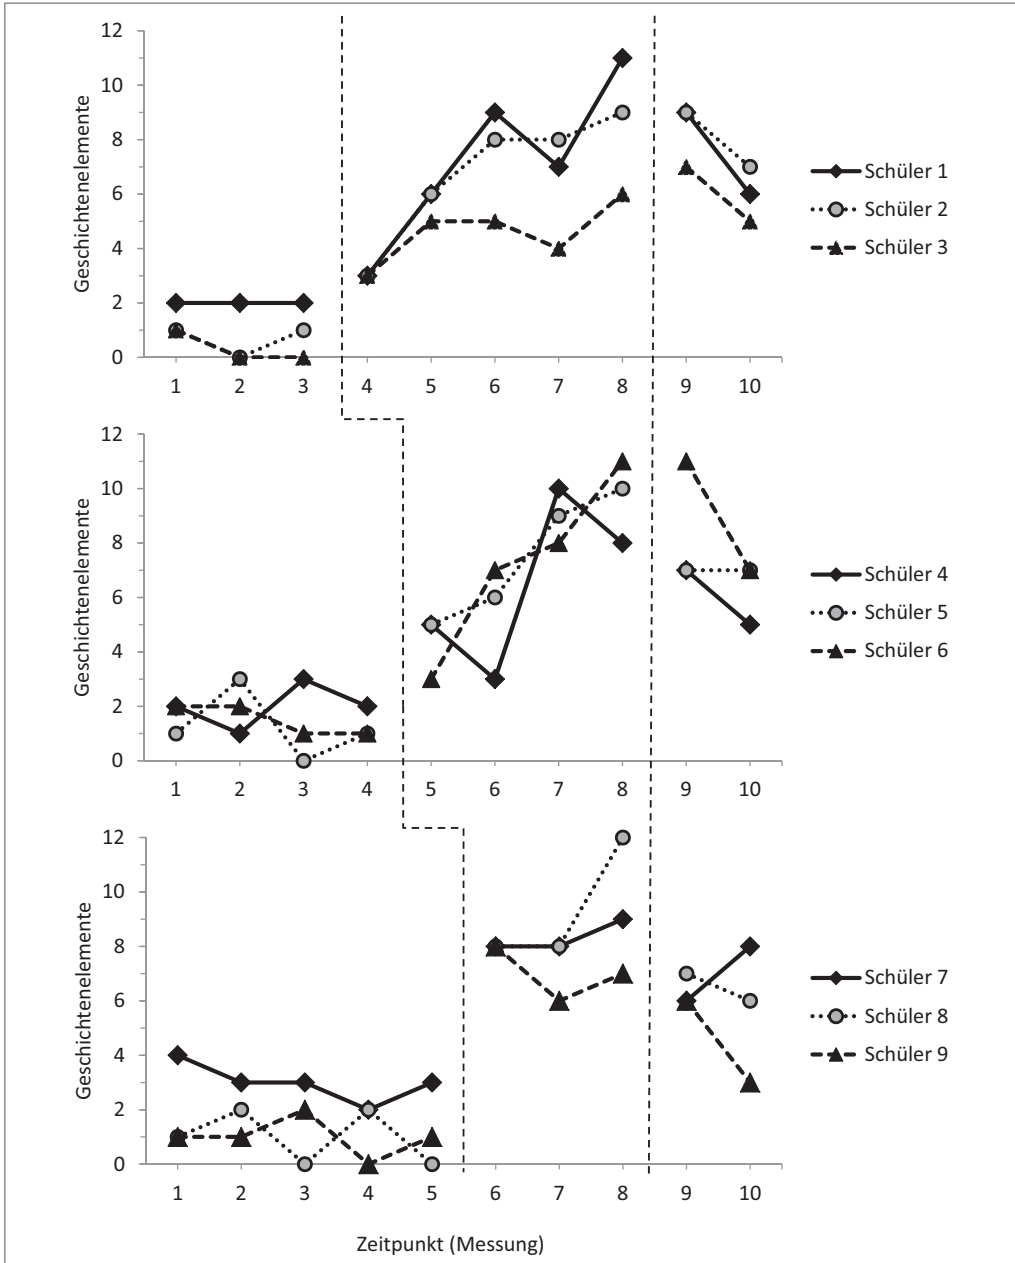 12
10
8
6
4
2
0
Geschichtenelemente
1 2 3 4 5 6 7 8 9 10
Schüler 1
Schüler 2
Schüler 3
12
10
8
6
4
2
0
Geschichtenelemente
1 2 3 4 5 6 7 8 9 10
Schüler 4
Schüler 5
Schüler 6
12
10
8
6
4
2
0
Geschichtenelemente
1 2 3 4 5 6 7 8 9 10
Schüler 7
Schüler 8
Schüler 9
Zeitpunkt (Messung)